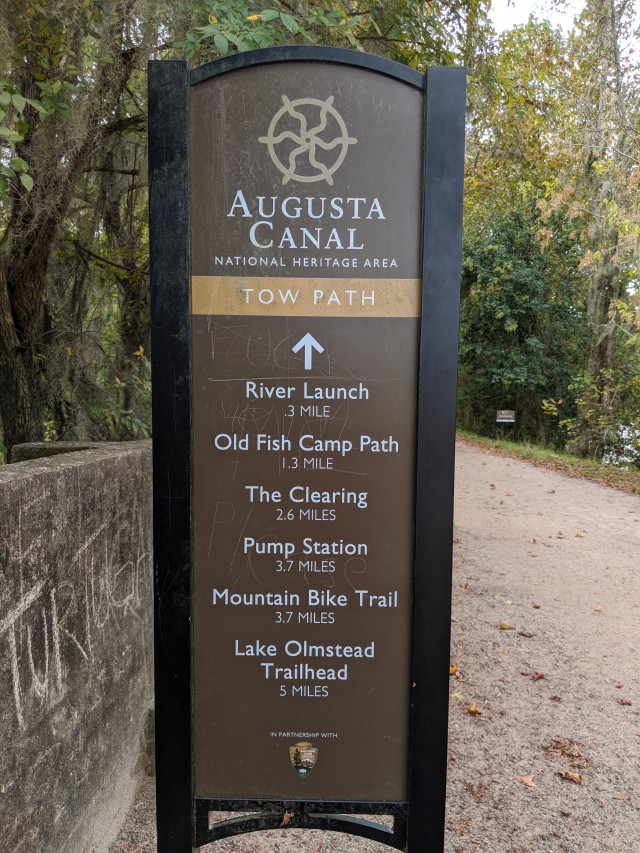 AUGUSTA
CANAL
NATIONAL HERITAGE AREA
TOW PATH
FUCK
River Launch
.3 MILE
Old Fish Camp Path
1.3 MILE
The Clearing
2.6 MILES
Please
Pump Station
3.7 MILES
Mountain Bike Trail
3.7 MILES
Lake Olmstead
Trailhead
5 MILES
IN PARTNERSHIP WITH